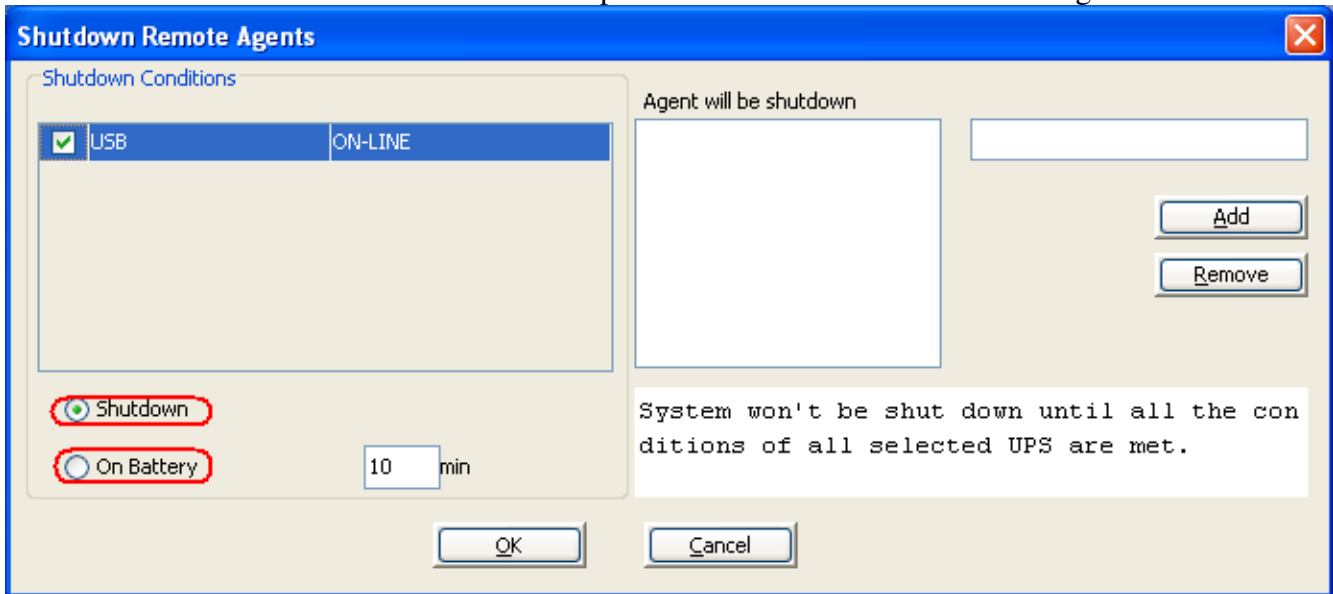 Shutdown Remote Agents
Shutdown Conditions
USB ON-LINE
Shutdown
On Battery 10 min
Agent will be shutdown
Add
Remove
System won't be shut down until all the con
ditions of all selected UPS are met.
OK Cancel